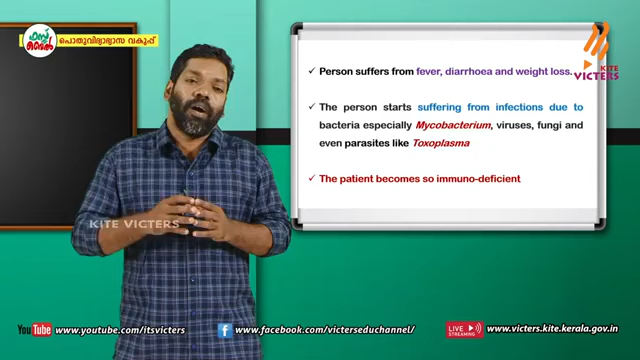 ഫസ്റ്റ്
ബെൽ
പൊതുവിദ്യാഭ്യാസ വകുപ്പ്
KITE
VICTERS
✓ Person suffers from fever, diarrhoea and weight loss.
✓ The person starts suffering from infections due to
bacteria especially Mycobacterium, viruses, fungi and
even parasites like Toxoplasma
✓ The patient becomes so immuno-deficient
KITE VICTERS
YouTube www.youtube.com/itsvicters
f www.facebook.com/victerseduchannel/
LIVE STREAMING www.victers.kite.kerala.gov.in